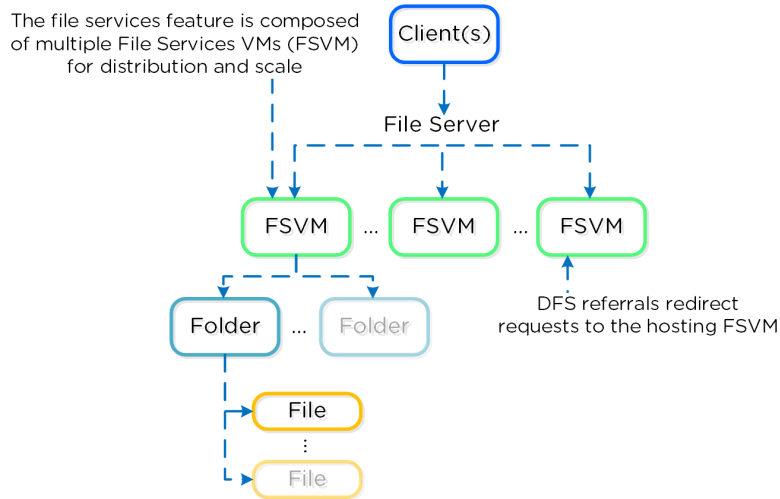 The file services feature is composed
of multiple File Services VMs (FSVM)
for distribution and scale
Client(s)
File Server
FSVM
...
FSVM
...
FSVM
Folder
...
Folder
DFS referrals redirect
requests to the hosting FSVM
File
...
File